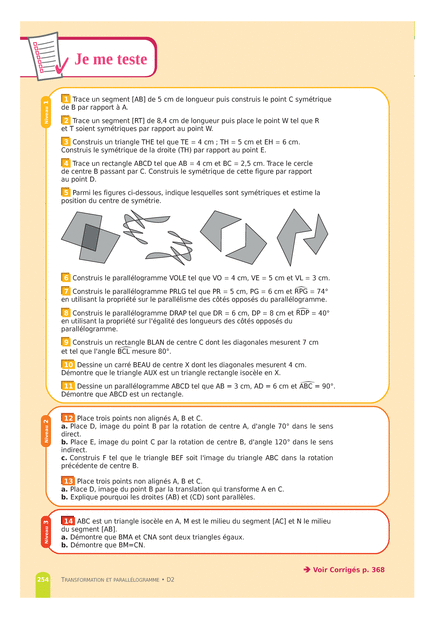 Je me teste
Niveau 1
1 Trace un segment [AB] de 5 cm de longueur puis construis le point C symétrique
de B par rapport à A.
2 Trace un segment [RT] de 8,4 cm de longueur puis place le point W tel que R
et T soient symétriques par rapport au point W.
3 Construis un triangle THE tel que TE = 4 cm ; TH = 5 cm et EH = 6 cm.
Construis le symétrique de la droite (TH) par rapport au point E.
4 Trace un rectangle ABCD tel que AB = 4 cm et BC = 2,5 cm. Trace le cercle
de centre B passant par C. Construis le symétrique de cette figure par rapport
au point D.
5 Parmi les figures ci-dessous, indique lesquelles sont symétriques et estime la
position du centre de symétrie.
6 Construis le parallélogramme VOLE tel que VO = 4 cm, VE = 5 cm et VL = 3 cm.
7 Construis le parallélogramme PRLG tel que PR = 5 cm, PG = 6 cm et RPG = 74°
en utilisant la propriété sur le parallélisme des côtés opposés du parallélogramme.
8 Construis le parallélogramme DRAP tel que DR = 6 cm, DP = 8 cm et RDP = 40°
en utilisant la propriété sur l'égalité des longueurs des côtés opposés du
parallélogramme.
9 Construis un rectangle BLAN de centre C dont les diagonales mesurent 7 cm
et tel que l'angle BCL mesure 80°.
10 Dessine un carré BEAU de centre X dont les diagonales mesurent 4 cm.
Démontre que le triangle AUX est un triangle rectangle isocèle en X.
11 Dessine un parallélogramme ABCD tel que AB = 3 cm, AD = 6 cm et ABC = 90°.
Démontre que ABCD est un rectangle.
Niveau 2
12 Place trois points non alignés A, B et C.
a. Place D, image du point B par la rotation de centre A, d'angle 70° dans le sens
direct.
b. Place E, image du point C par la rotation de centre B, d'angle 120° dans le sens
indirect.
c. Construis F tel que le triangle BEF soit l'image du triangle ABC dans la rotation
précédente de centre B.
13 Place trois points non alignés A, B et C.
a. Place D, image du point B par la translation qui transforme A en C.
b. Explique pourquoi les droites (AB) et (CD) sont parallèles.
Niveau 3
14 ABC est un triangle isocèle en A, M est le milieu du segment [AC] et N le milieu
du segment [AB].
a. Démontre que BMA et CNA sont deux triangles égaux.
b. Démontre que BM=CN.
➔ Voir Corrigés p. 368
254 Transformation et parallélogramme • D2